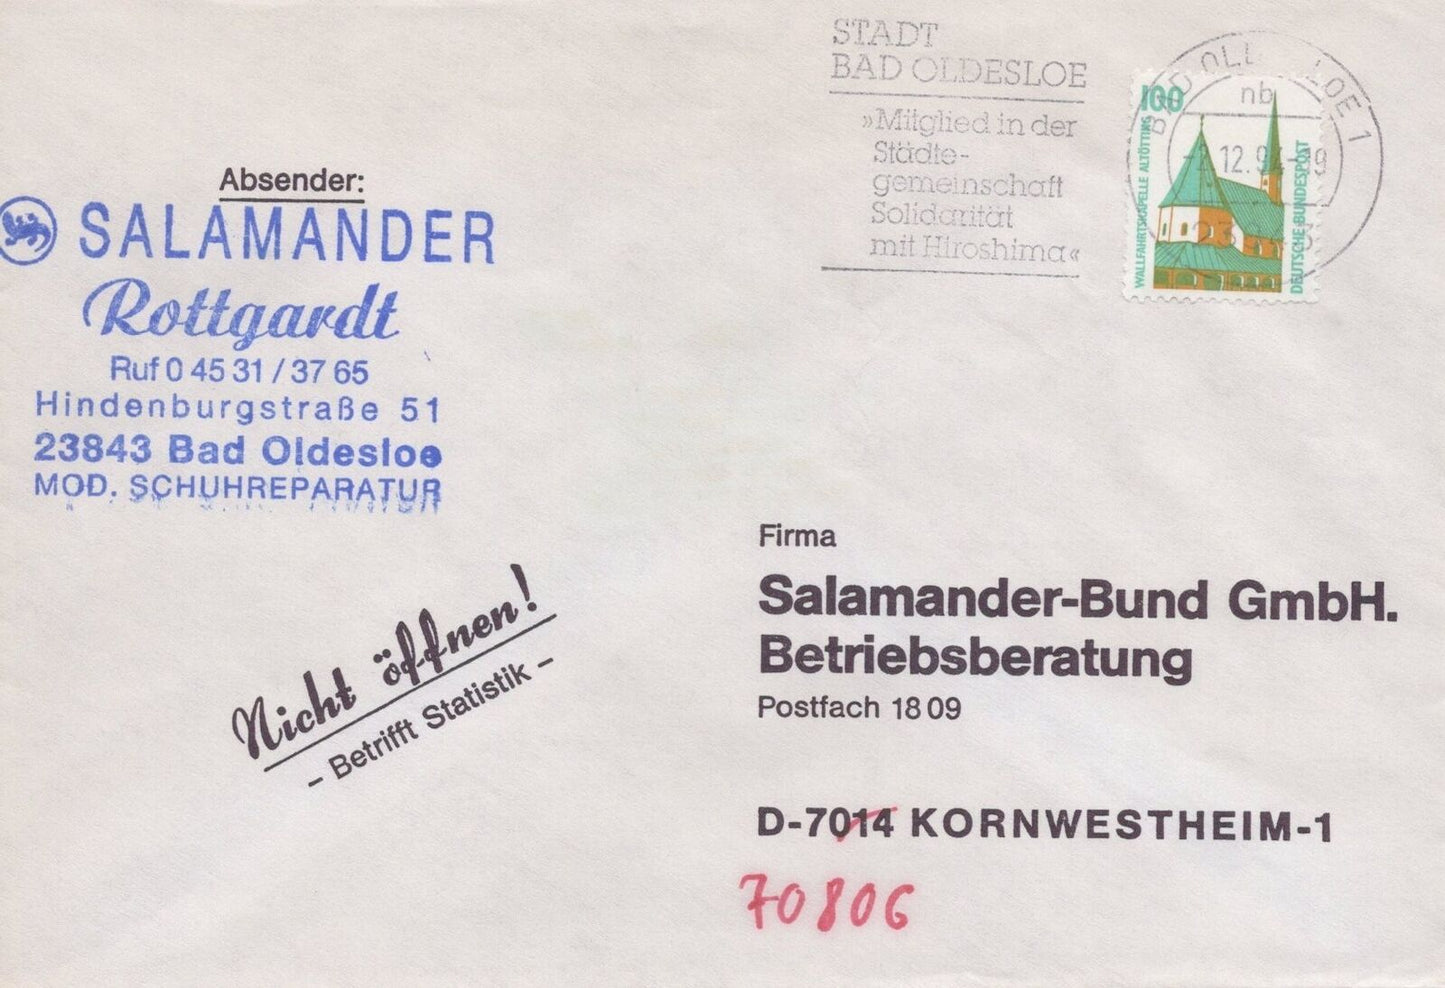 STADT
BAD OLDESLOE
»Mitglied in der
Städte-
gemeinschaft
Solidarität
mit Hiroshima«
100
WALLFAHRTSKAPELLE ALTÖTTING
DEUTSCHE BUNDESPOST
nb
12.94
Absender:
SALAMANDER
Rottgardt
Ruf 0 45 31 / 37 65
Hindenburgstraße 51
23843 Bad Oldesloe
MOD. SCHUHREPARATUR
Nicht öffnen!
– Betrifft Statistik –
Firma
Salamander-Bund GmbH.
Betriebsberatung
Postfach 18 09
D-7014 KORNWESTHEIM-1
70806